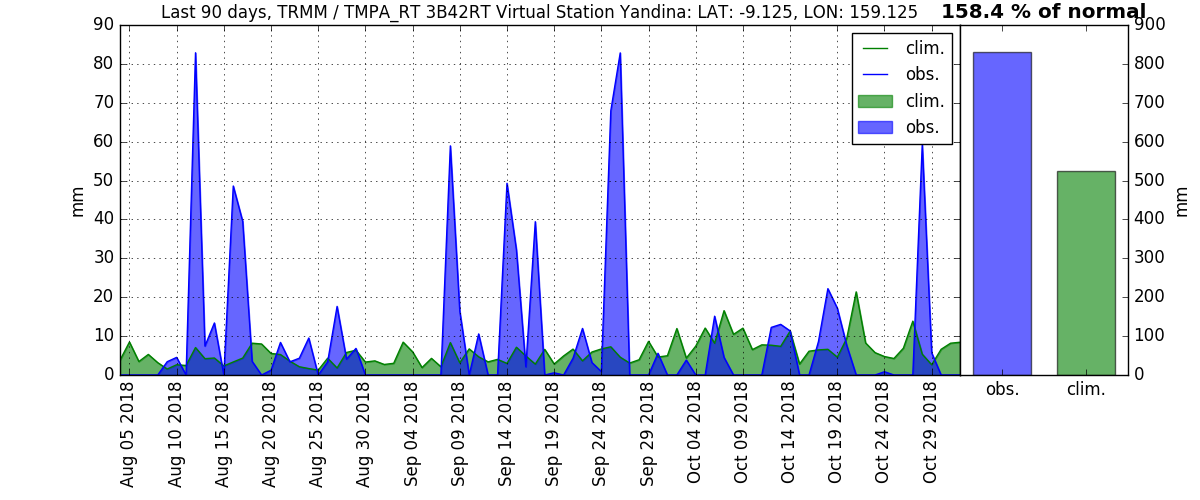 Last 90 days, TRMM / TMPA_RT 3B42RT Virtual Station Yandina: LAT: -9.125, LON: 159.125
158.4 % of normal
90
80
70
60
50
40
30
20
10
0
mm
clim.
obs.
clim.
obs.
Aug 05 2018
Aug 10 2018
Aug 15 2018
Aug 20 2018
Aug 25 2018
Aug 30 2018
Sep 04 2018
Sep 09 2018
Sep 14 2018
Sep 19 2018
Sep 24 2018
Sep 29 2018
Oct 04 2018
Oct 09 2018
Oct 14 2018
Oct 19 2018
Oct 24 2018
Oct 29 2018
900
800
700
600
500
400
300
200
100
0
mm
obs.
clim.